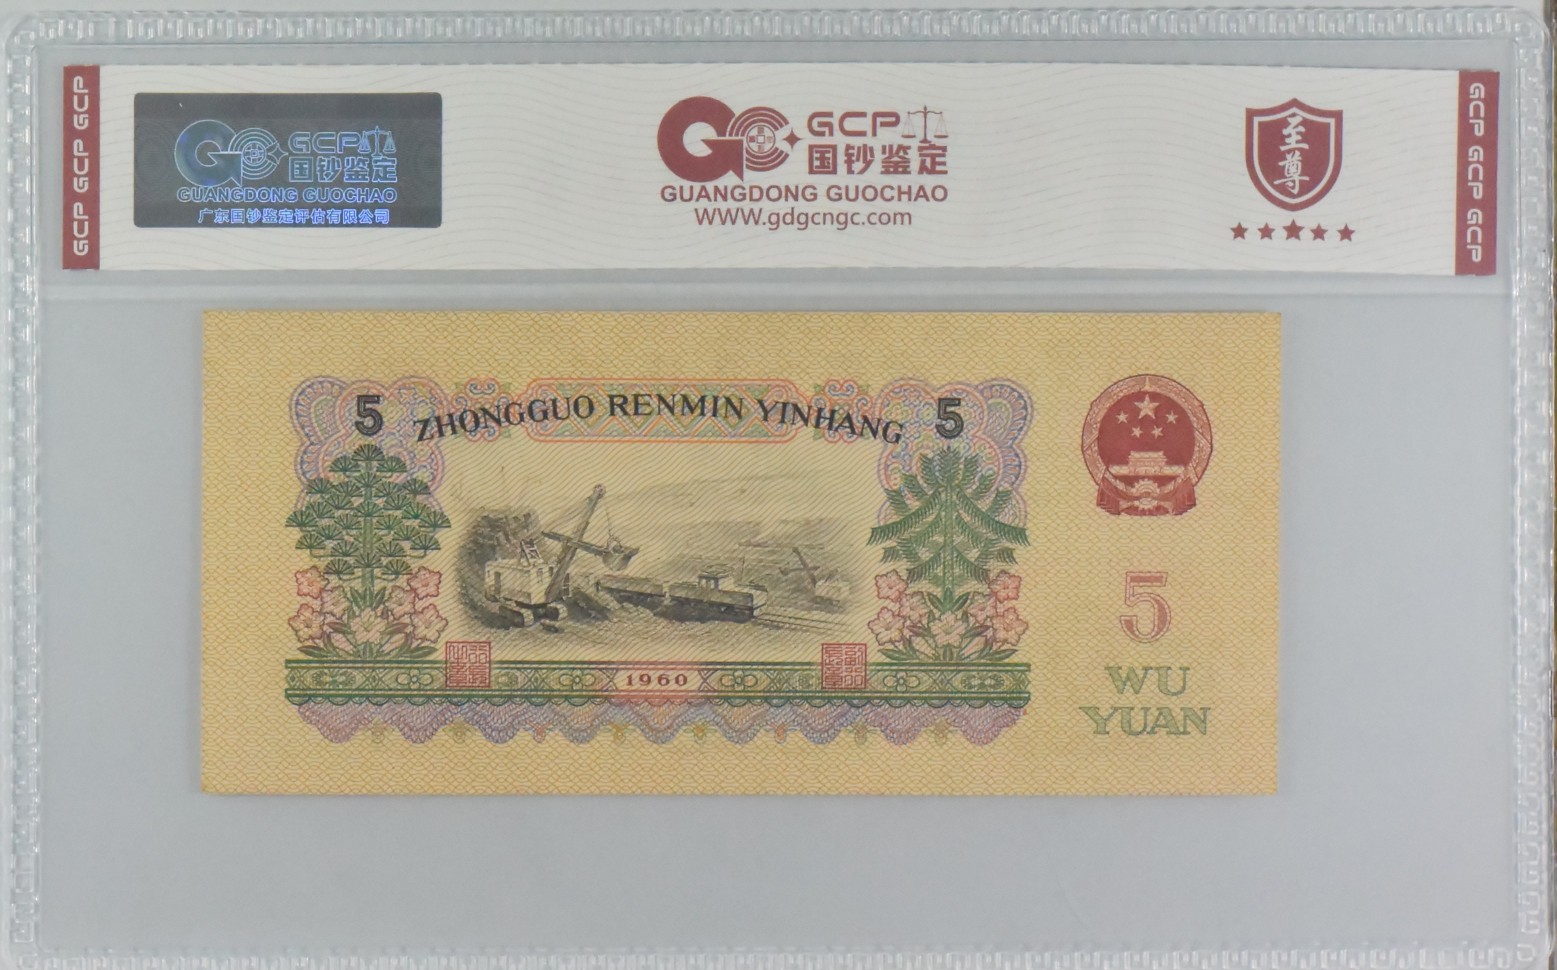 GCP GCP GCP
GCP
国钞鉴定
GUANGDONG GUOCHAO
广东国钞鉴定评估有限公司
GCP
国钞鉴定
GUANGDONG GUOCHAO
WWW.gdgcngc.com
至尊
GCP GCP GCP
5 ZHONGGUO RENMIN YINHANG 5
5
WU
YUAN
1960